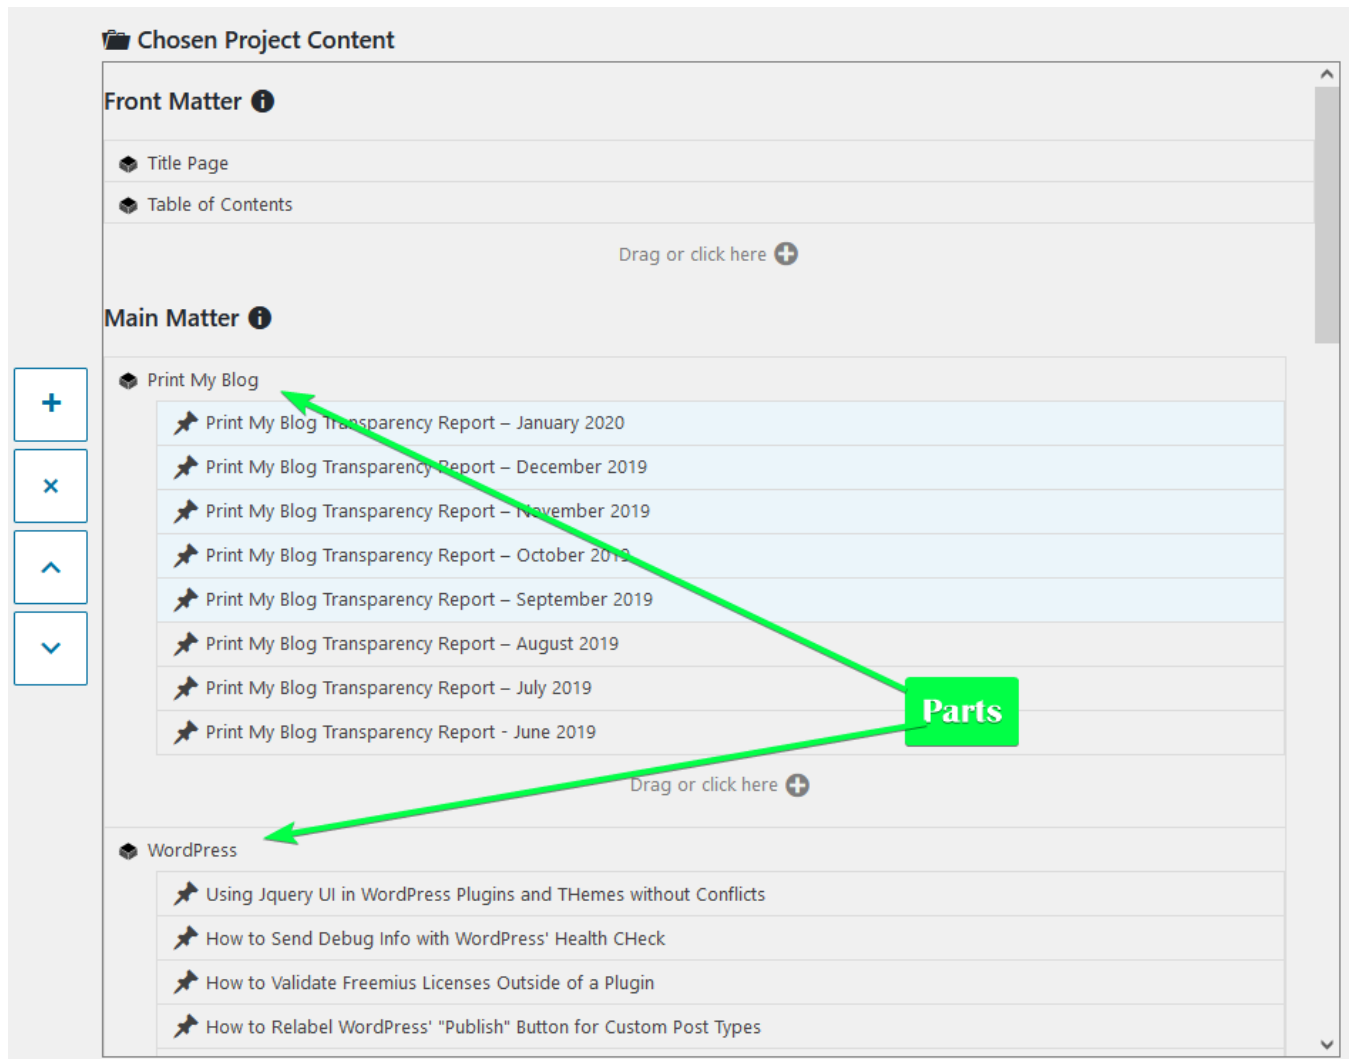 Chosen Project Content
Front Matter
Title Page
Table of Contents
Drag or click here
Main Matter
Print My Blog
Print My Blog Transparency Report – January 2020
Print My Blog Transparency Report – December 2019
Print My Blog Transparency Report – November 2019
Print My Blog Transparency Report – October 2019
Print My Blog Transparency Report – September 2019
Print My Blog Transparency Report – August 2019
Print My Blog Transparency Report – July 2019
Parts
Print My Blog Transparency Report - June 2019
Drag or click here
WordPress
Using Jquery UI in WordPress Plugins and THemes without Conflicts
How to Send Debug Info with WordPress' Health CHeck
How to Validate Freemius Licenses Outside of a Plugin
How to Relabel WordPress' "Publish" Button for Custom Post Types